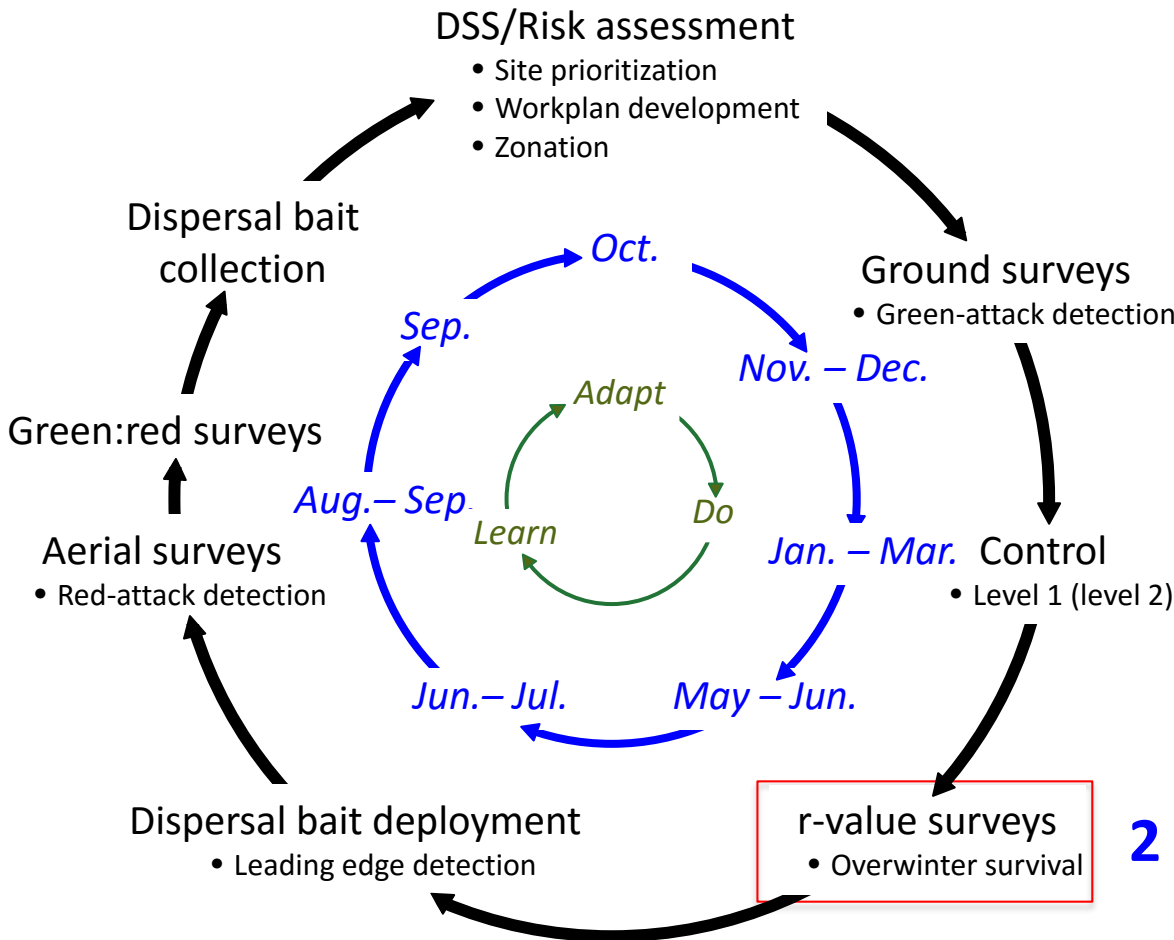 DSS/Risk assessment
• Site prioritization
• Workplan development
• Zonation
Dispersal bait
collection
Oct.
Ground surveys
• Green-attack detection
Sep.
Nov. – Dec.
Adapt
Green:red surveys
Aug.– Sep.
Do
Learn
Aerial surveys
• Red-attack detection
Jan. – Mar.
Control
• Level 1 (level 2)
Jun.– Jul.
May – Jun.
Dispersal bait deployment
• Leading edge detection
r-value surveys
• Overwinter survival
2